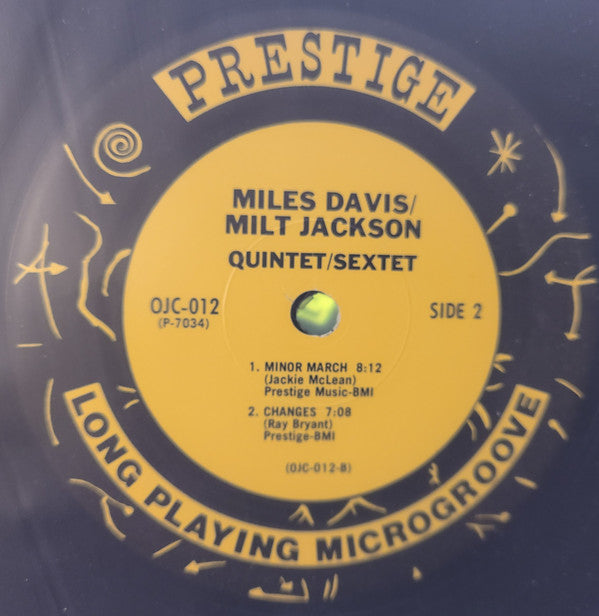 PRESTIGE
MILES DAVIS/
MILT JACKSON
QUINTET/SEXTET
OJC-012
(P-7034)
SIDE 2
1. MINOR MARCH 8:12
(Jackie McLean)
Prestige Music-BMI
2. CHANGES 7:08
(Ray Bryant)
Prestige-BMI
(OJC-012-B)
LONG PLAYING MICROGROOVE